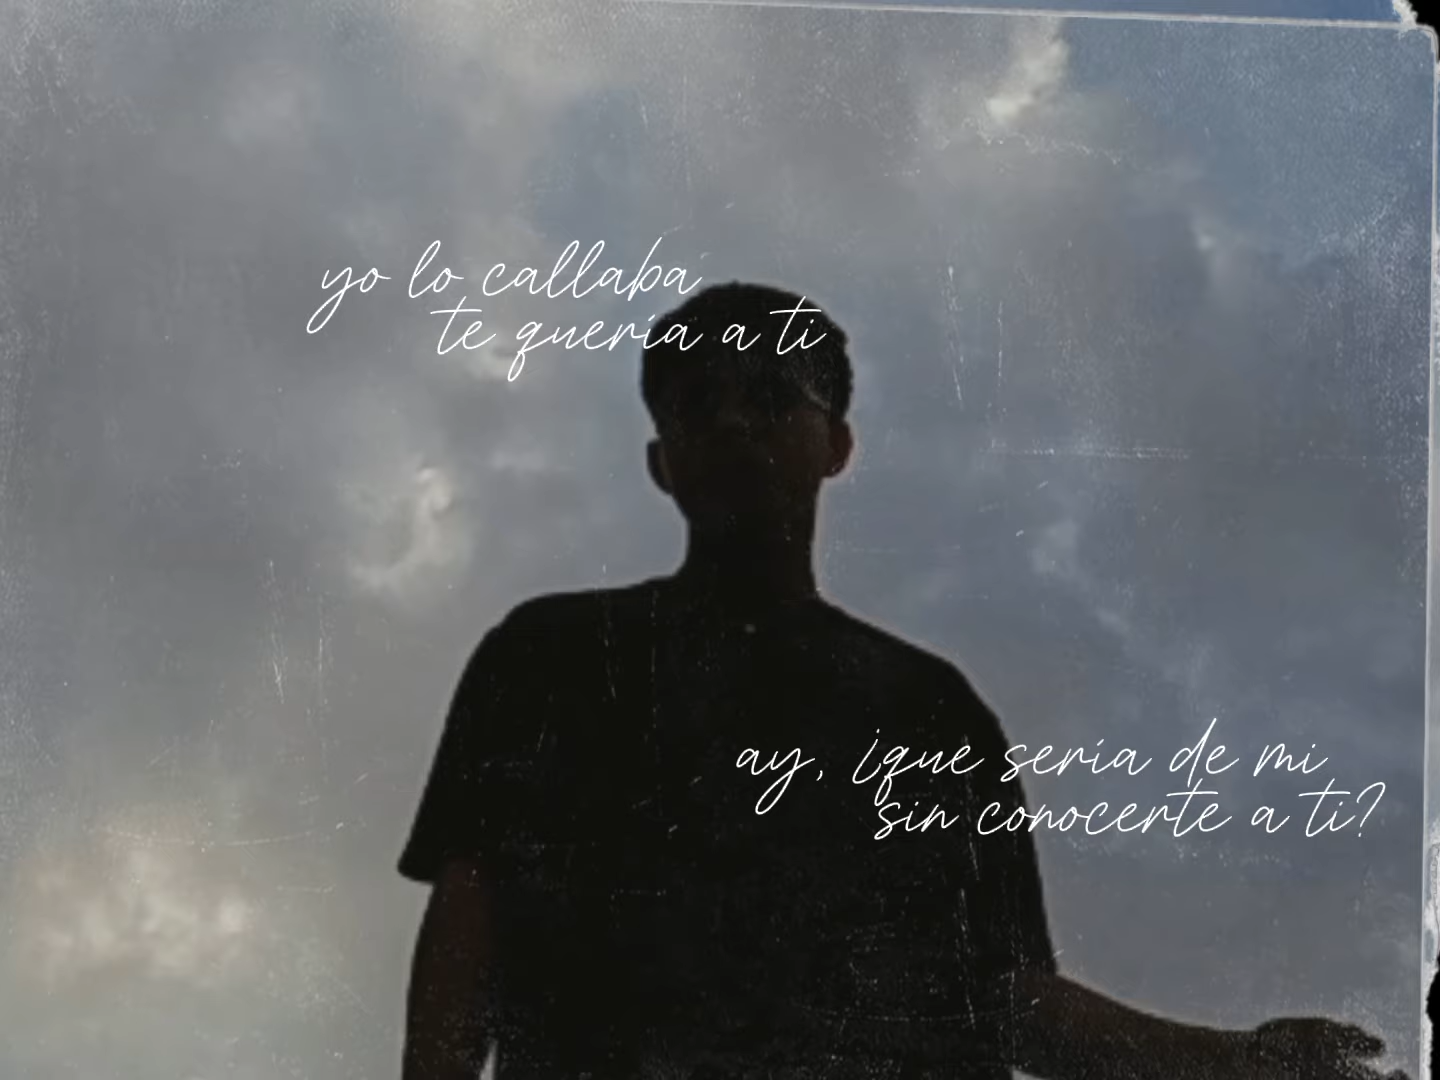 yo lo callaba
te quería a ti
ay, ¿que sería de mi
sin conocerte a ti?